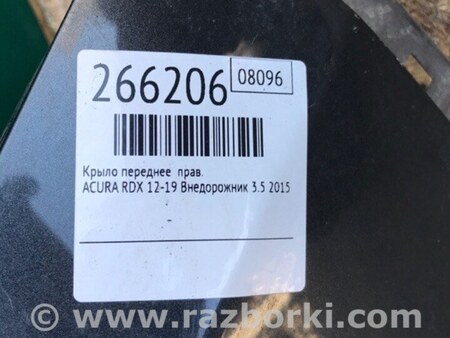 266206
08096
Крыло переднее прав.
ACURA RDX 12-19 Внедорожник 3.5 2015
-
© www.razborki.com